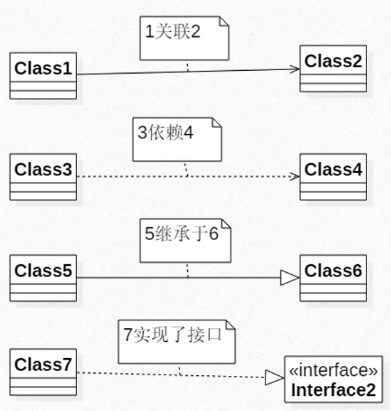 1关联2
Class1
Class2
3依赖4
Class3
Class4
5继承于6
Class5
Class6
7实现了接口
Class7
«interface»
Interface2